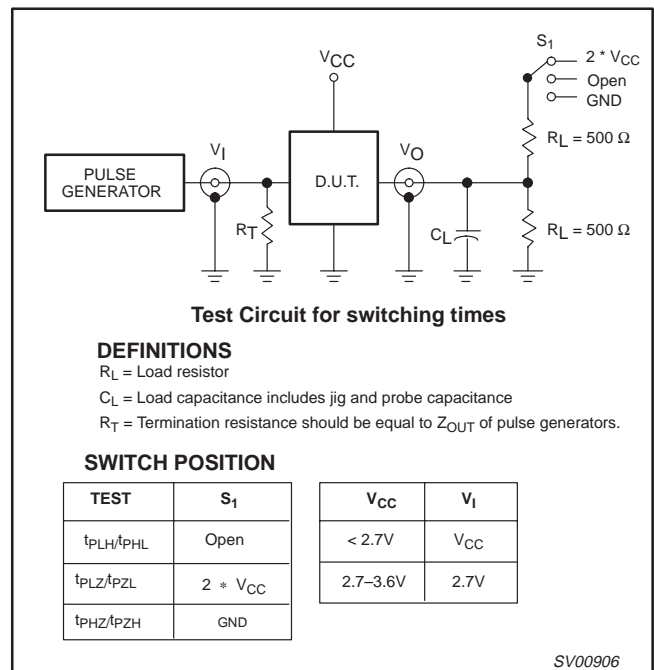 S1
2 * VCC
Open
GND
VCC
RL = 500 Ω
VI
VO
PULSE
GENERATOR
D.U.T.
RT
CL
RL = 500 Ω
Test Circuit for switching times
DEFINITIONS
RL = Load resistor
CL = Load capacitance includes jig and probe capacitance
RT = Termination resistance should be equal to ZOUT of pulse generators.
SWITCH POSITION
TEST S1
tPLH/tPHL Open
tPLZ/tPZL 2 * VCC
tPHZ/tPZH GND
VCC VI
< 2.7V VCC
2.7–3.6V 2.7V
SV00906